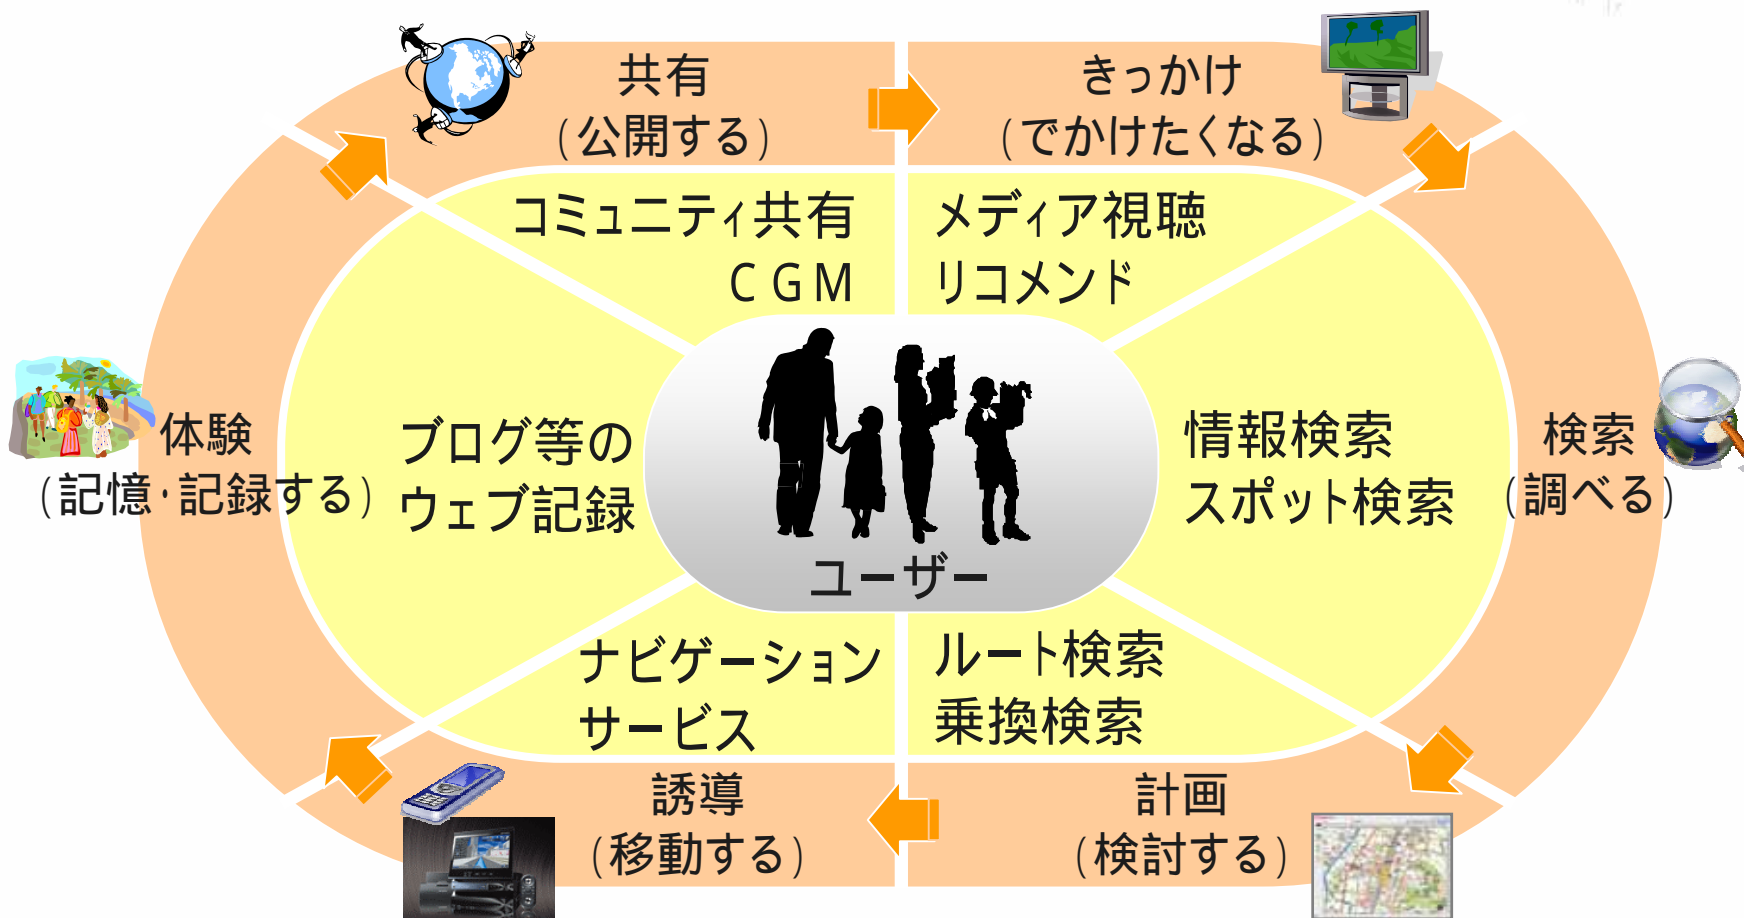 共有
(公開する)
きっかけ
(でかけたくなる)
コミュニティ共有
CGM
メディア視聴
リコメンド
体験
(記憶・記録する)
ブログ等の
ウェブ記録
情報検索
スポット検索
検索
(調べる)
ユーザー
ナビゲーション
サービス
ルート検索
乗換検索
誘導
(移動する)
計画
(検討する)